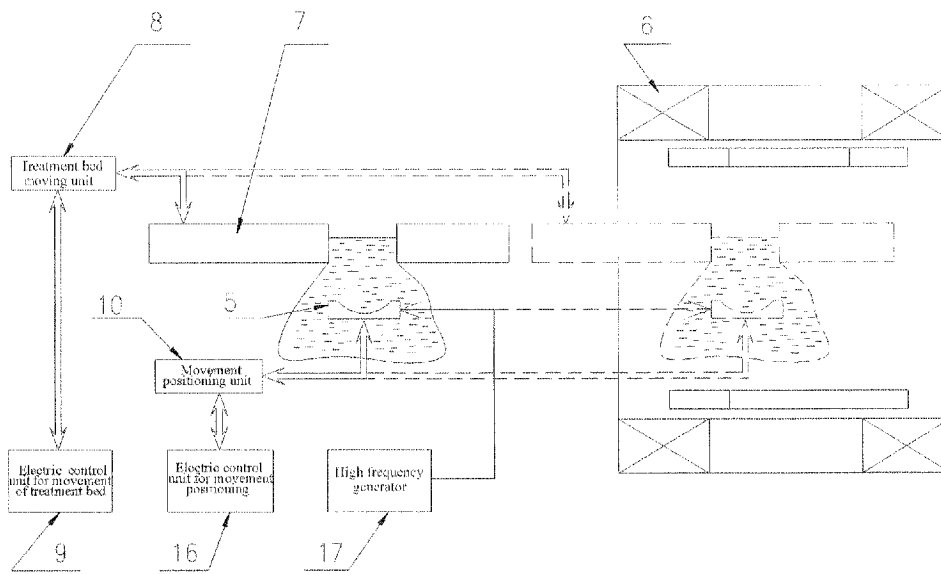 8
7
6
Treatment bed
moving unit
5
10
Movement
positioning unit
Electric control
unit for movement
of treatment bed
Electric control
unit for movement
positioning
High frequency
generator
9
16
17